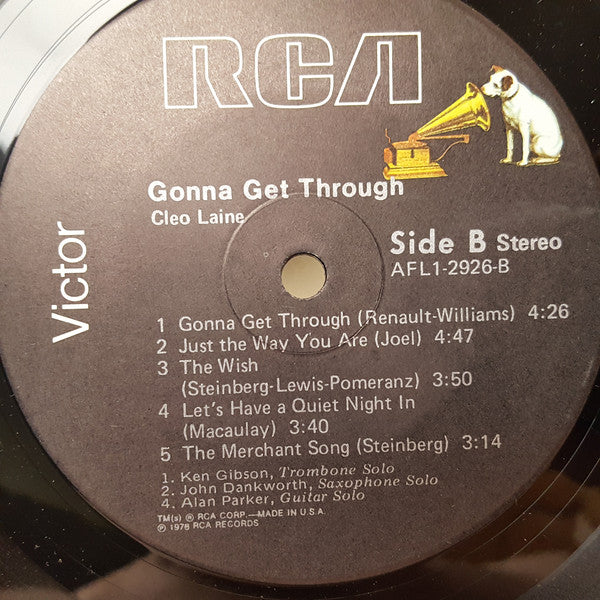 RCA
Gonna Get Through
Cleo Laine
Victor
Side B Stereo
AFL1-2926-B
1 Gonna Get Through (Renault-Williams) 4:26
2 Just the Way You Are (Joel) 4:47
3 The Wish
(Steinberg-Lewis-Pomeranz) 3:50
4 Let's Have a Quiet Night In
(Macaulay) 3:40
5 The Merchant Song (Steinberg) 3:14
1. Ken Gibson, Trombone Solo
2. John Dankworth, Saxophone Solo
4. Alan Parker, Guitar Solo
TM(s) ® RCA CORP.—MADE IN U.S.A.
℗ 1978 RCA RECORDS